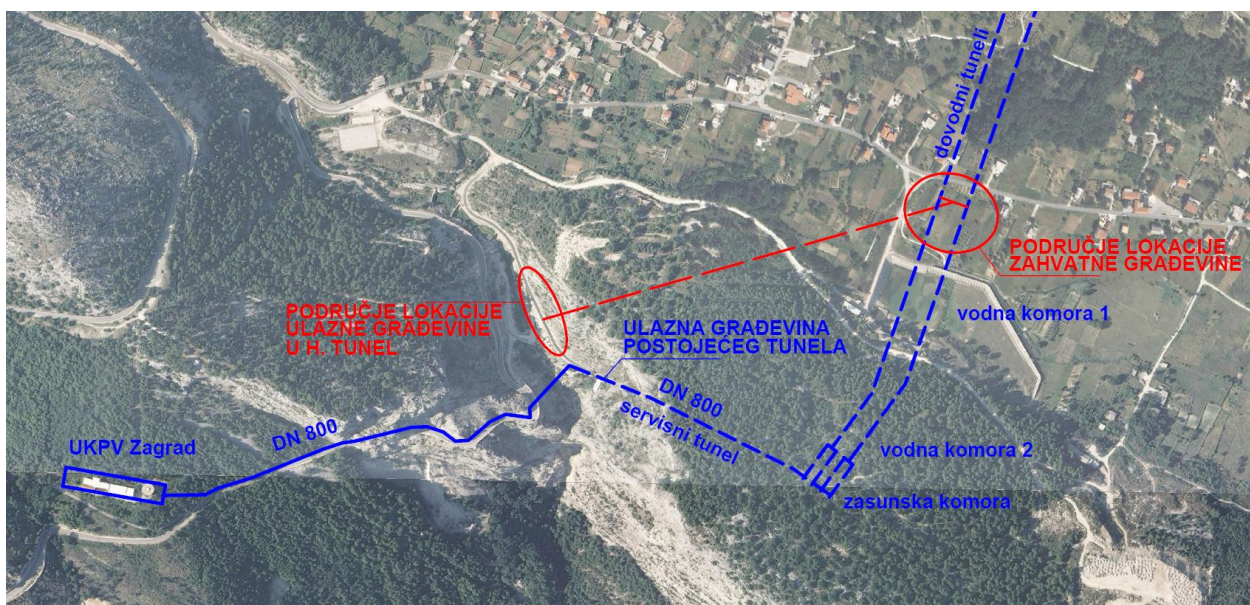 dovodni tuneli
PODRUČJE LOKACIJE
ZAHVATNE GRAĐEVINE
PODRUČJE LOKACIJE
ULAZNE GRAĐEVINE
U H. TUNEL
vodna komora 1
ULAZNA GRAĐEVINA
POSTOJEĆEG TUNELA
DN 800
servisni tunel
DN 800
UKPV Zagrad
vodna komora 2
zasunska komora